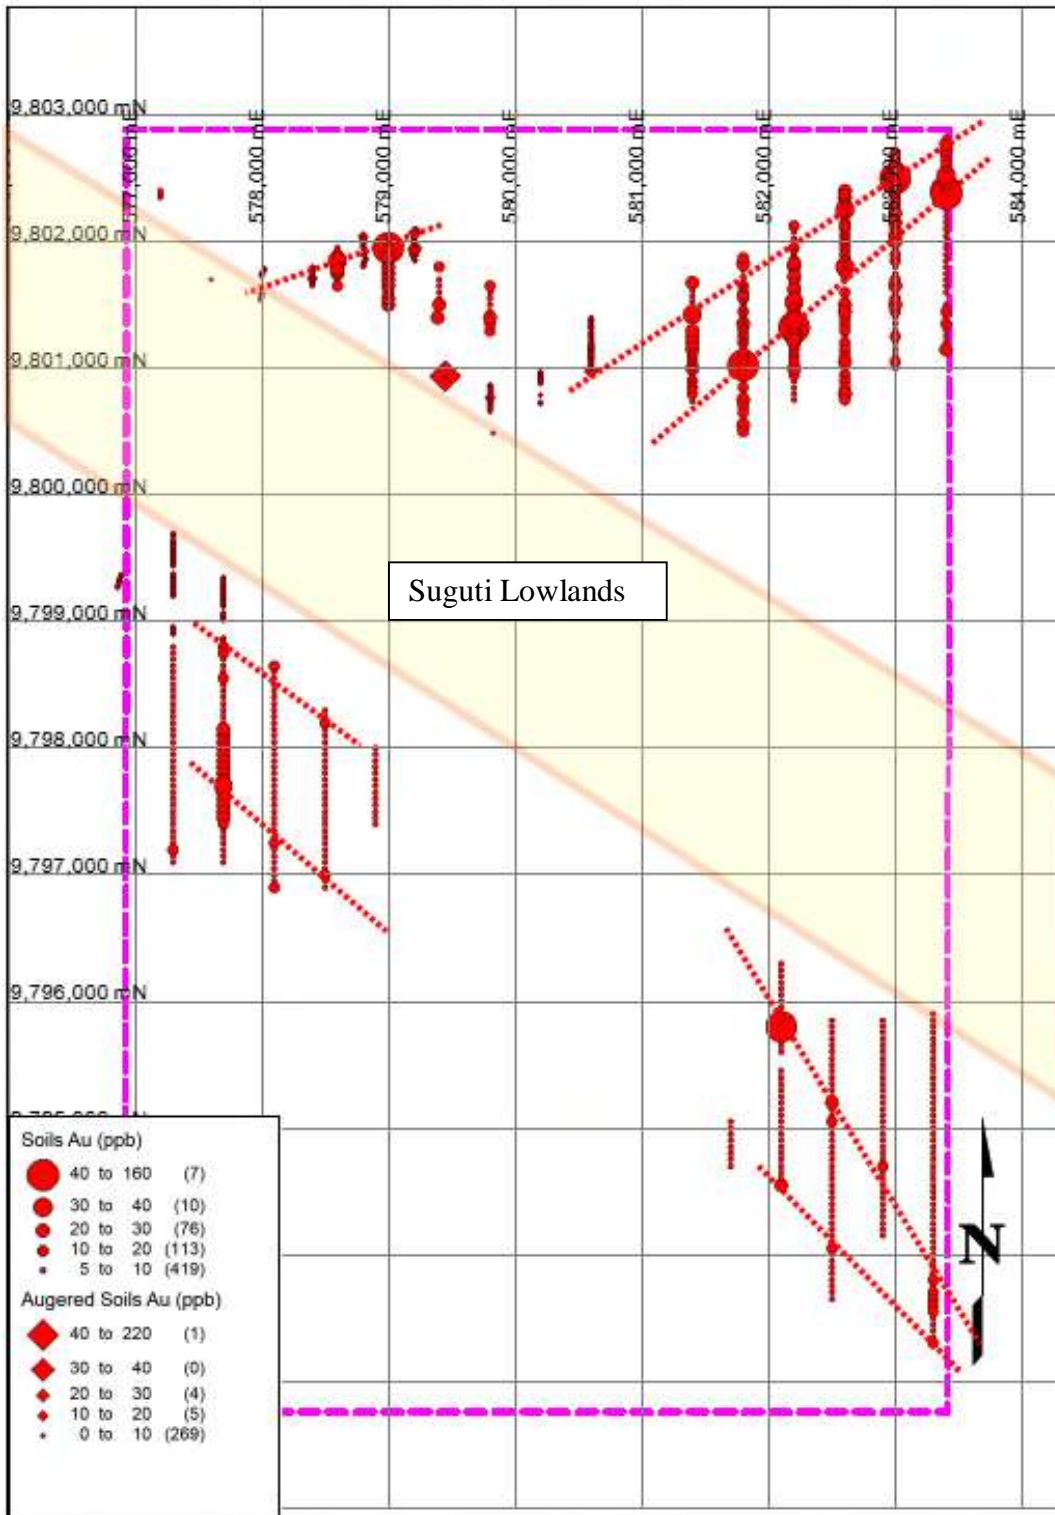 9,803,000 mN
578,000 mE
579,000 mE
580,000 mE
581,000 mE
582,000 mE
584,000 mE
9,802,000 mN
9,801,000 mN
9,800,000 mN
Suguti Lowlands
9,799,000 mN
9,798,000 mN
9,797,000 mN
9,796,000 mN
Soils Au (ppb)
40 to 160 (7)
30 to 40 (10)
20 to 30 (76)
10 to 20 (113)
5 to 10 (419)
Augered Soils Au (ppb)
40 to 220 (1)
30 to 40 (0)
20 to 30 (4)
10 to 20 (5)
0 to 10 (269)
N